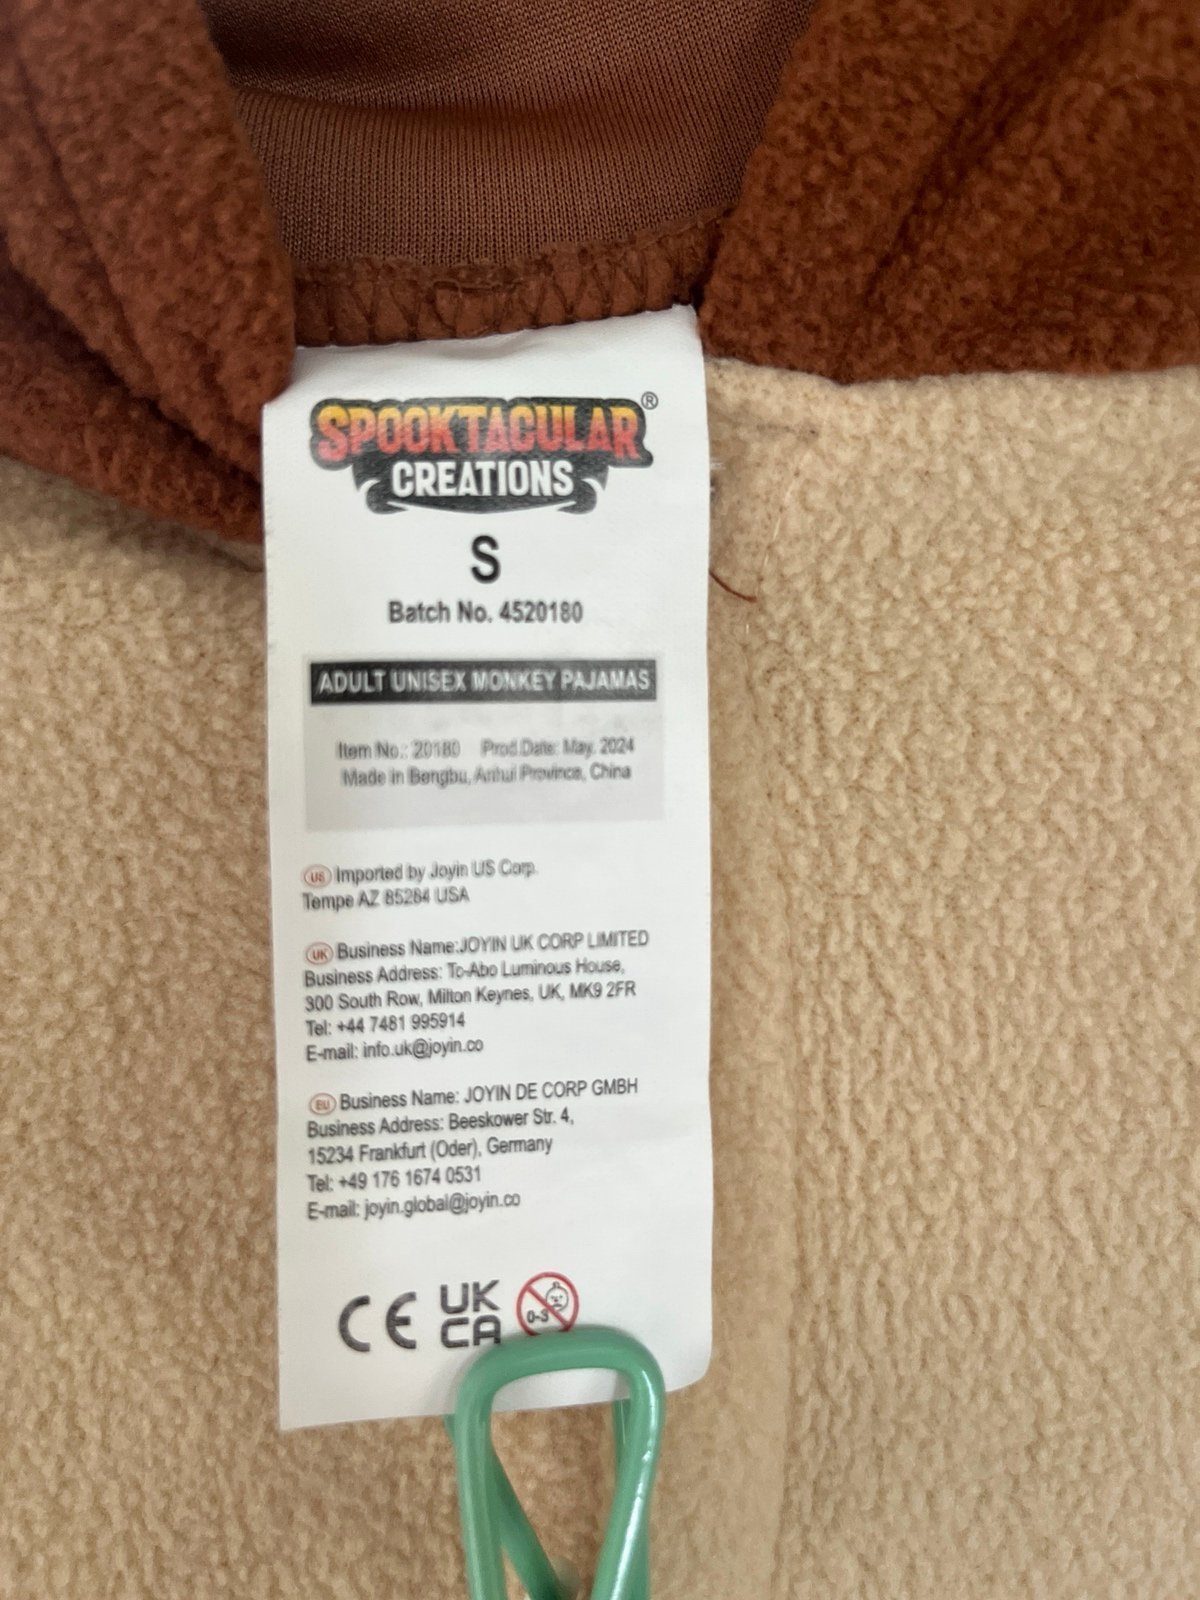 SPOOKTACULAR®
CREATIONS
S
Batch No. 4520180
ADULT UNISEX MONKEY PAJAMAS
Item No.: 20180 Prod.Date: May. 2024
Made in Bengbu, Anhui Province, China
US Imported by Joyin US Corp.
Tempe AZ 85284 USA
UK Business Name:JOYIN UK CORP LIMITED
Business Address: To-Abo Luminous House,
300 South Row, Milton Keynes, UK, MK9 2FR
Tel: +44 7481 995914
E-mail: info.uk@joyin.co
EU Business Name: JOYIN DE CORP GMBH
Business Address: Beeskower Str. 4,
15234 Frankfurt (Oder), Germany
Tel: +49 176 1674 0531
E-mail: joyin.global@joyin.co
CE UK
CA
0-3